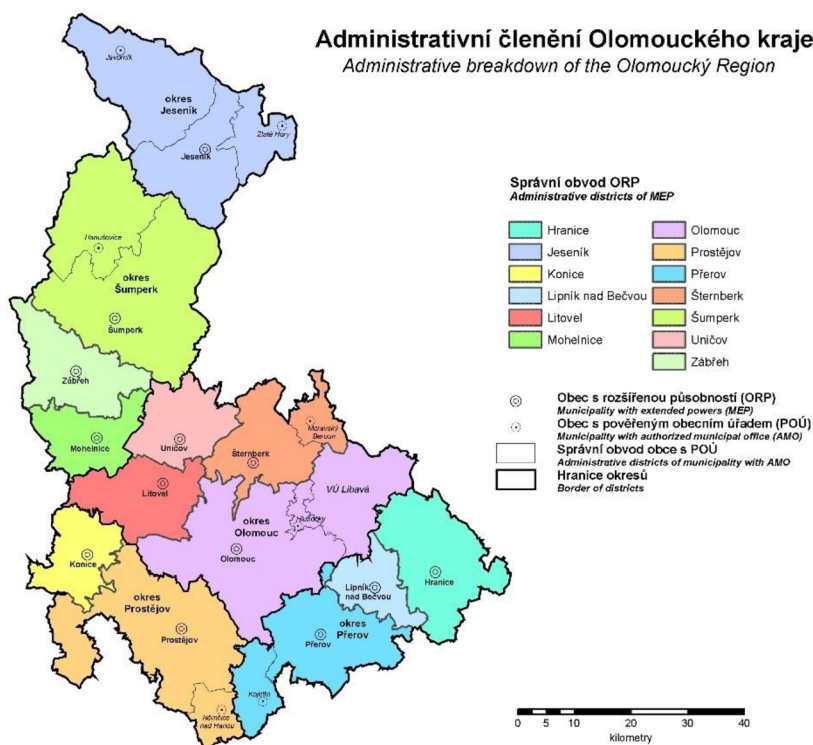 Administrativní členění Olomouckého kraje
Administrative breakdown of the Olomoucký Region
Javorník
okres
Jeseník
Zlaté Hory
Jeseník
Hanušovice
okres
Šumperk
Šumperk
Zábřeh
Mohelnice
Uničov
Šternberk
Moravský
Beroun
Litovel
VÚ Libavá
Hlubočky
okres
Olomouc
Olomouc
Konice
Hranice
Lipník
nad Bečvou
okres
Prostějov
Prostějov
okres
Přerov
Přerov
Kojetín
Němčice
nad Hanou
Správní obvod ORP
Administrative districts of MEP
Hranice
Jeseník
Konice
Lipník nad Bečvou
Litovel
Mohelnice
Olomouc
Prostějov
Přerov
Šternberk
Šumperk
Uničov
Zábřeh
Obec s rozšířenou působností (ORP)
Municipality with extended powers (MEP)
Obec s pověřeným obecním úřadem (POÚ)
Municipality with authorized municipal office (AMO)
Správní obvod obce s POÚ
Administrative districts of municipality with AMO
Hranice okresů
Border of districts
0 5 10 20 30 40
kilometry